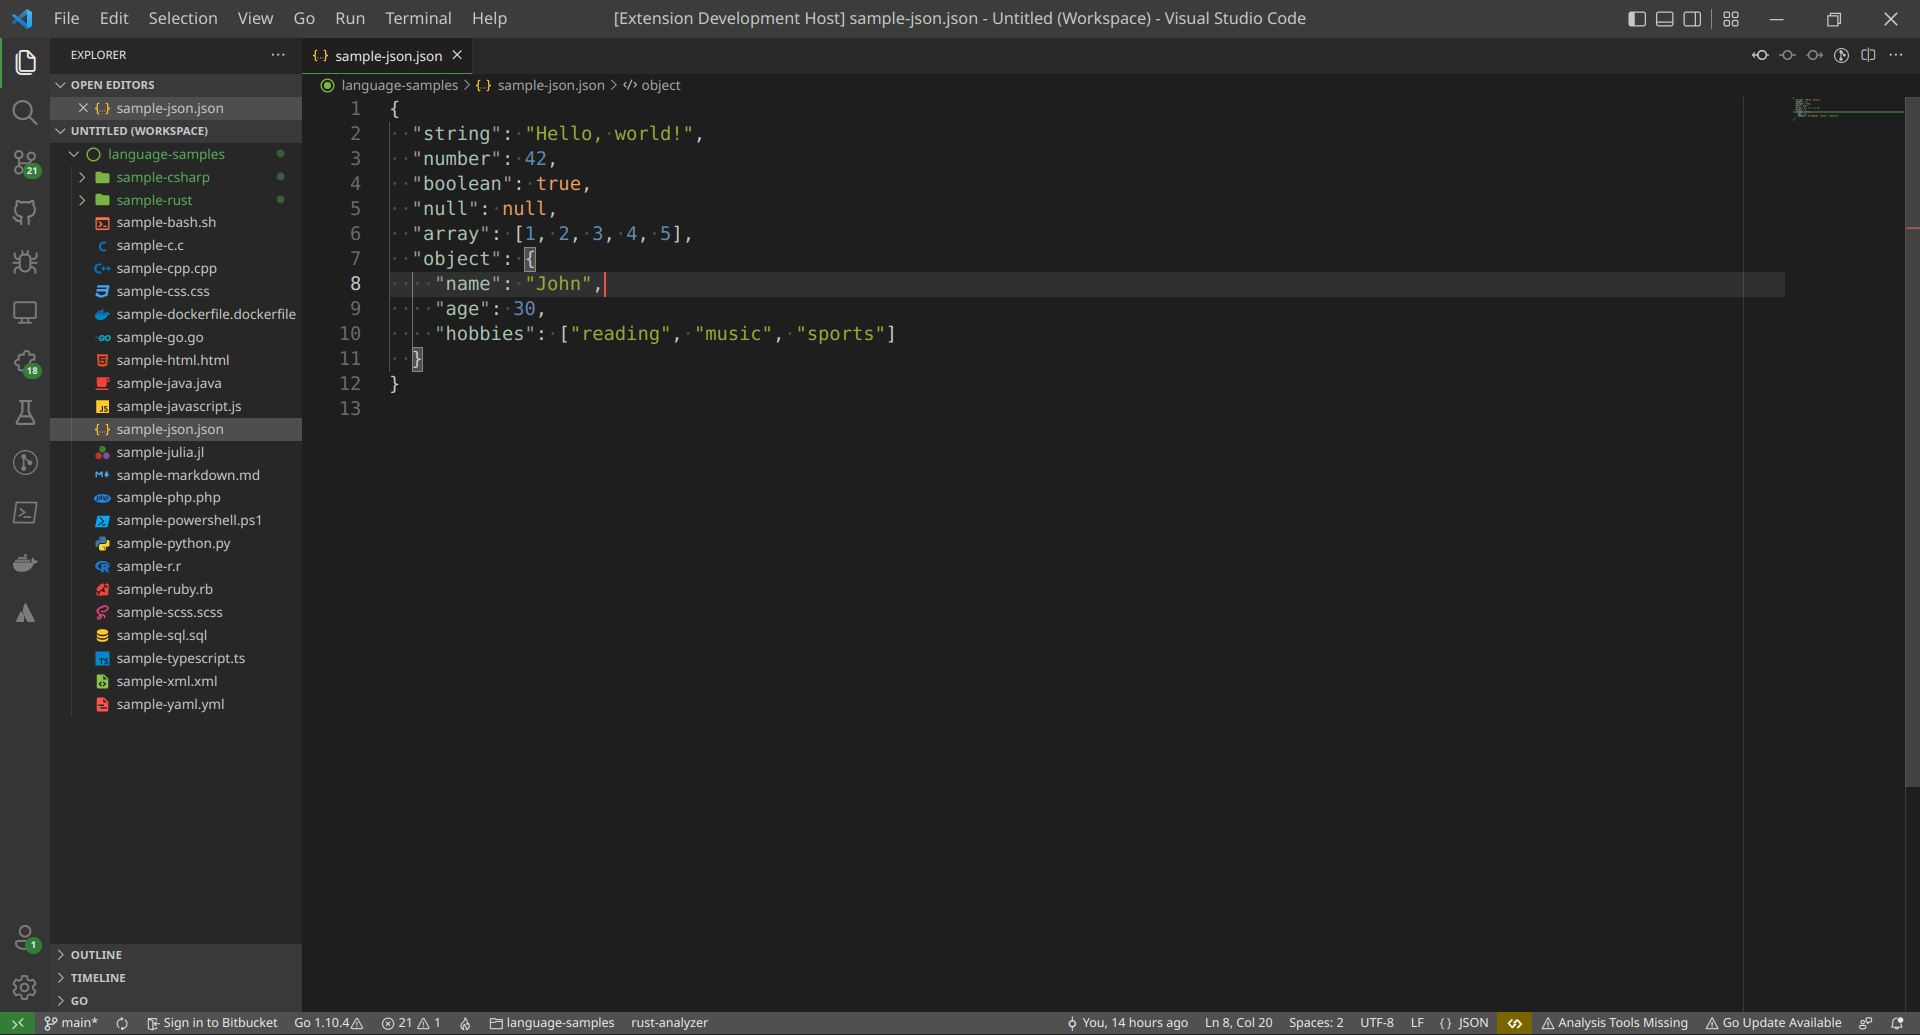 File Edit Selection View Go Run Terminal Help [Extension Development Host] sample-json.json - Untitled (Workspace) - Visual Studio Code
EXPLORER
OPEN EDITORS
sample-json.json
UNTITLED (WORKSPACE)
language-samples
sample-csharp
sample-rust
sample-bash.sh
sample-c.c
sample-cpp.cpp
sample-css.css
sample-dockerfile.dockerfile
sample-go.go
sample-html.html
sample-java.java
sample-javascript.js
sample-json.json
sample-julia.jl
sample-markdown.md
sample-php.php
sample-powershell.ps1
sample-python.py
sample-r.r
sample-ruby.rb
sample-scss.scss
sample-sql.sql
sample-typescript.ts
sample-xml.xml
sample-yaml.yml
OUTLINE
TIMELINE
GO
21
18
1
sample-json.json
language-samples > sample-json.json > object
1 {
2 "string": "Hello, world!",
3 "number": 42,
4 "boolean": true,
5 "null": null,
6 "array": [1, 2, 3, 4, 5],
7 "object": {
8 "name": "John",
9 "age": 30,
10 "hobbies": ["reading", "music", "sports"]
11 }
12 }
13
main* Sign in to Bitbucket Go 1.10.4 21 1 language-samples rust-analyzer You, 14 hours ago Ln 8, Col 20 Spaces: 2 UTF-8 LF { } JSON Analysis Tools Missing Go Update Available